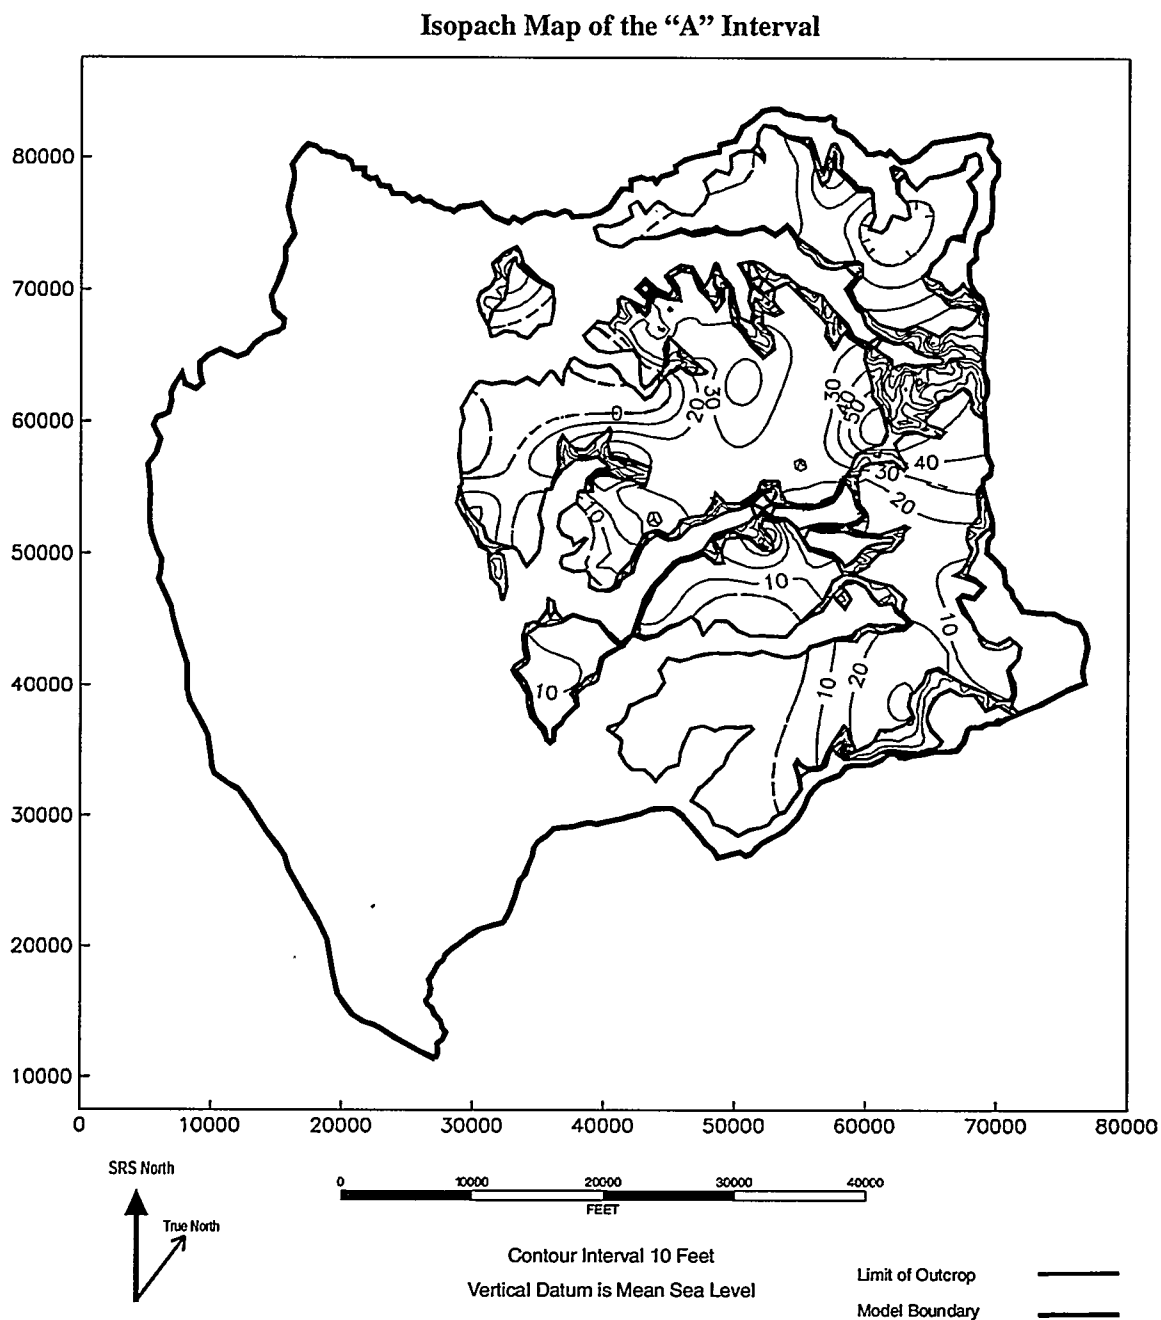 Isopach Map of the “A” Interval
80000
70000
60000
50000
40000
30000
20000
10000
0 10000 20000 30000 40000 50000 60000 70000 80000
0
20
30
30
40
50
40
30
20
0
10
10
10
10
20
SRS North
True North
0 10000 20000 30000 40000
FEET
Contour Interval 10 Feet
Vertical Datum is Mean Sea Level
Limit of Outcrop
Model Boundary